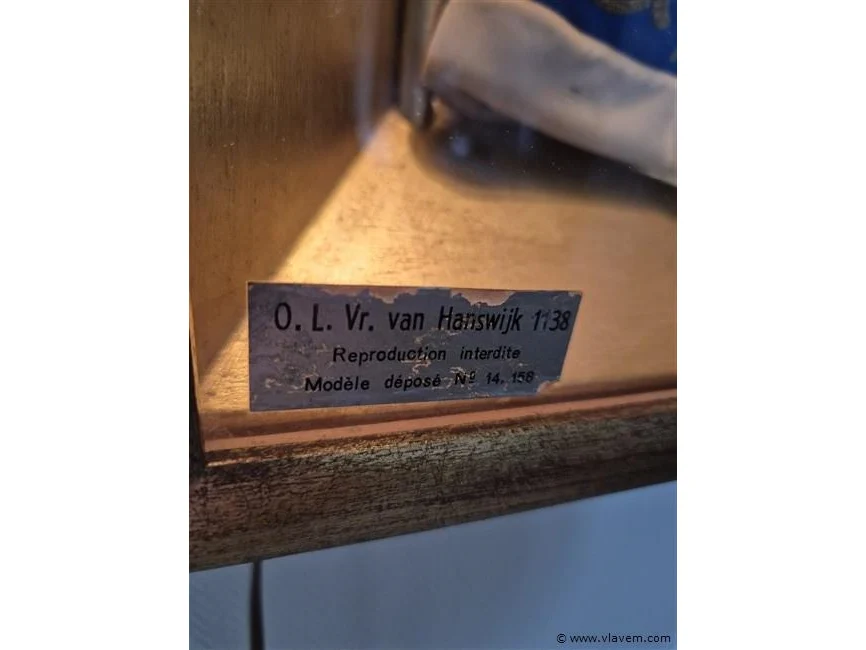 O. L. Vr. van Hanswijk 1138
Reproduction interdite
Modèle déposé Nº 14.158
© www.vlavem.com